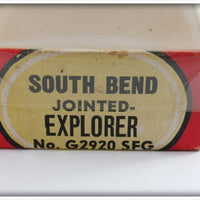 SOUTH BEND
JOINTED-
EXPLORER
No. G2920 SFG